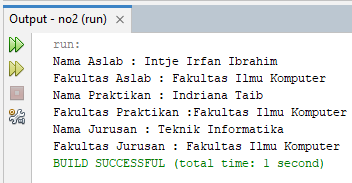 Output - no2 (run)
run:
Nama Aslab : Intje Irfan Ibrahim
Fakultas Aslab : Fakultas Ilmu Komputer
Nama Praktikan : Indriana Taib
Fakultas Praktikan :Fakultas Ilmu Komputer
Nama Jurusan : Teknik Informatika
Fakultas Jurusan : Fakultas Ilmu Komputer
BUILD SUCCESSFUL (total time: 1 second)